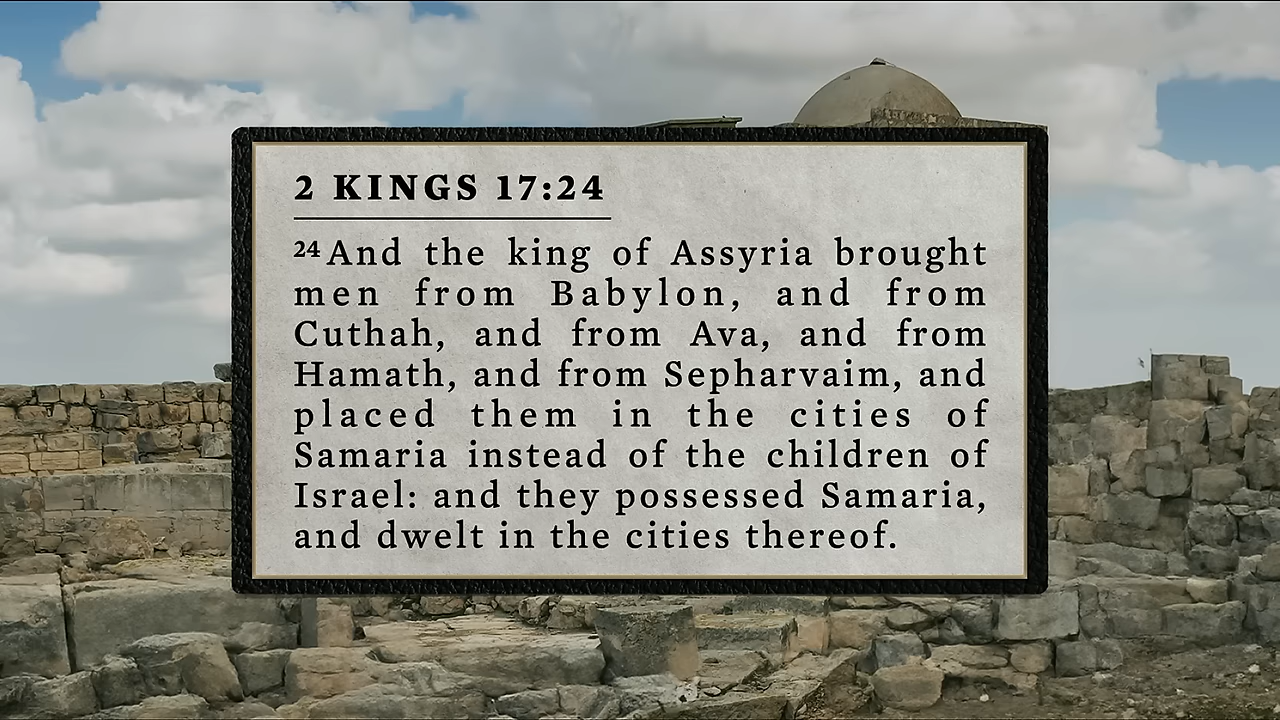 2 KINGS 17:24
24 And the king of Assyria brought
men from Babylon, and from
Cuthah, and from Ava, and from
Hamath, and from Sepharvaim, and
placed them in the cities of
Samaria instead of the children of
Israel: and they possessed Samaria,
and dwelt in the cities thereof.